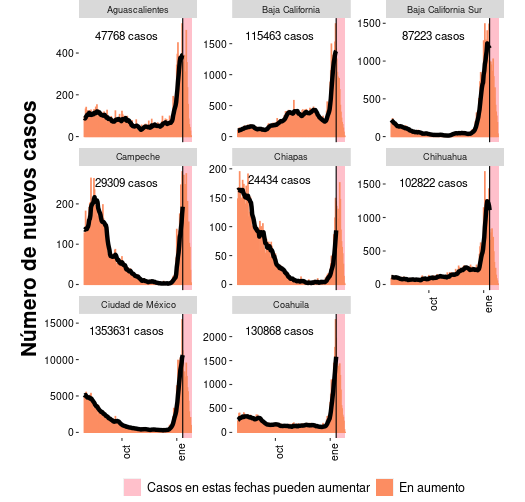 Número de nuevos casos
Aguascalientes
47768 casos
400
200
0
Baja California
115463 casos
1500
1000
500
0
Baja California Sur
87223 casos
1500
1000
500
0
Campeche
29309 casos
200
100
0
Chiapas
24434 casos
200
150
100
50
0
Chihuahua
102822 casos
1500
1000
500
0
oct
ene
Ciudad de México
1353631 casos
15000
10000
5000
0
oct
ene
Coahuila
130868 casos
2000
1500
1000
500
0
oct
ene
Casos en estas fechas pueden aumentar
En aumento